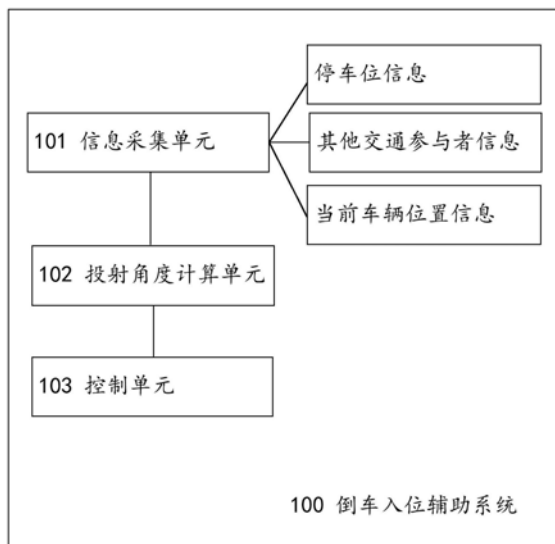 停车位信息
101 信息采集单元
其他交通参与者信息
当前车辆位置信息
102 投射角度计算单元
103 控制单元
100 倒车入位辅助系统